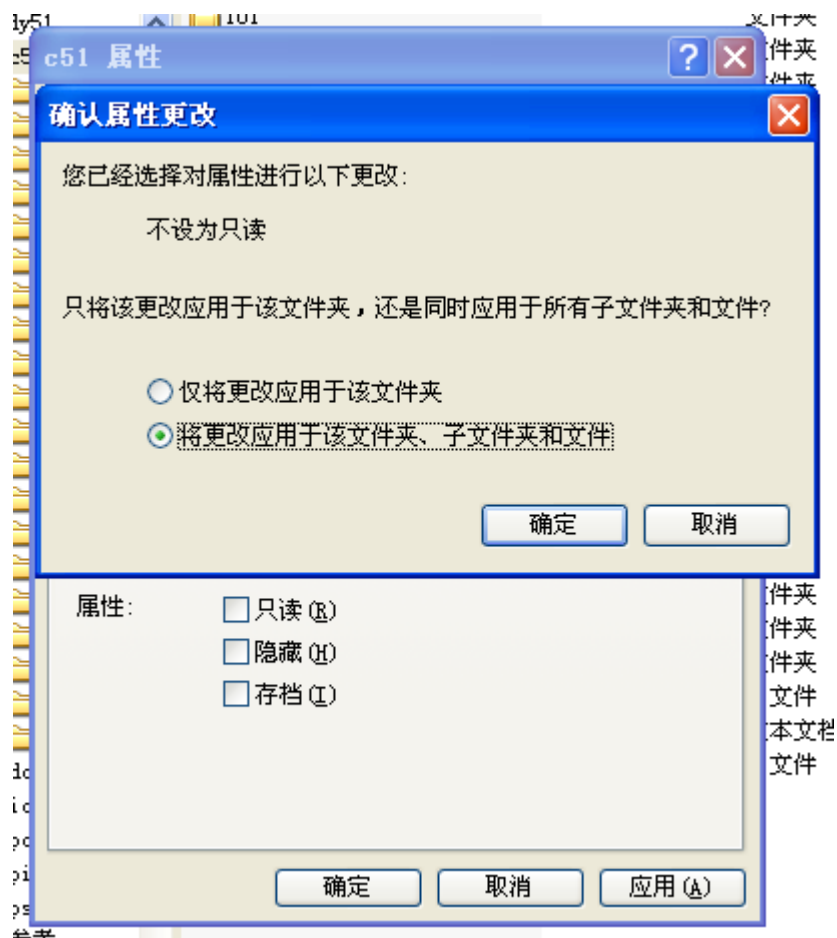 101
文件夹
c51 属性
件夹
确认属性更改
您已经选择对属性进行以下更改:
不设为只读
只将该更改应用于该文件夹，还是同时应用于所有子文件夹和文件?
仅将更改应用于该文件夹
将更改应用于该文件夹、子文件夹和文件
确定 取消
属性:
只读(R)
隐藏(H)
存档(I)
件夹
件夹
件夹
文件
本文档
文件
确定 取消 应用(A)